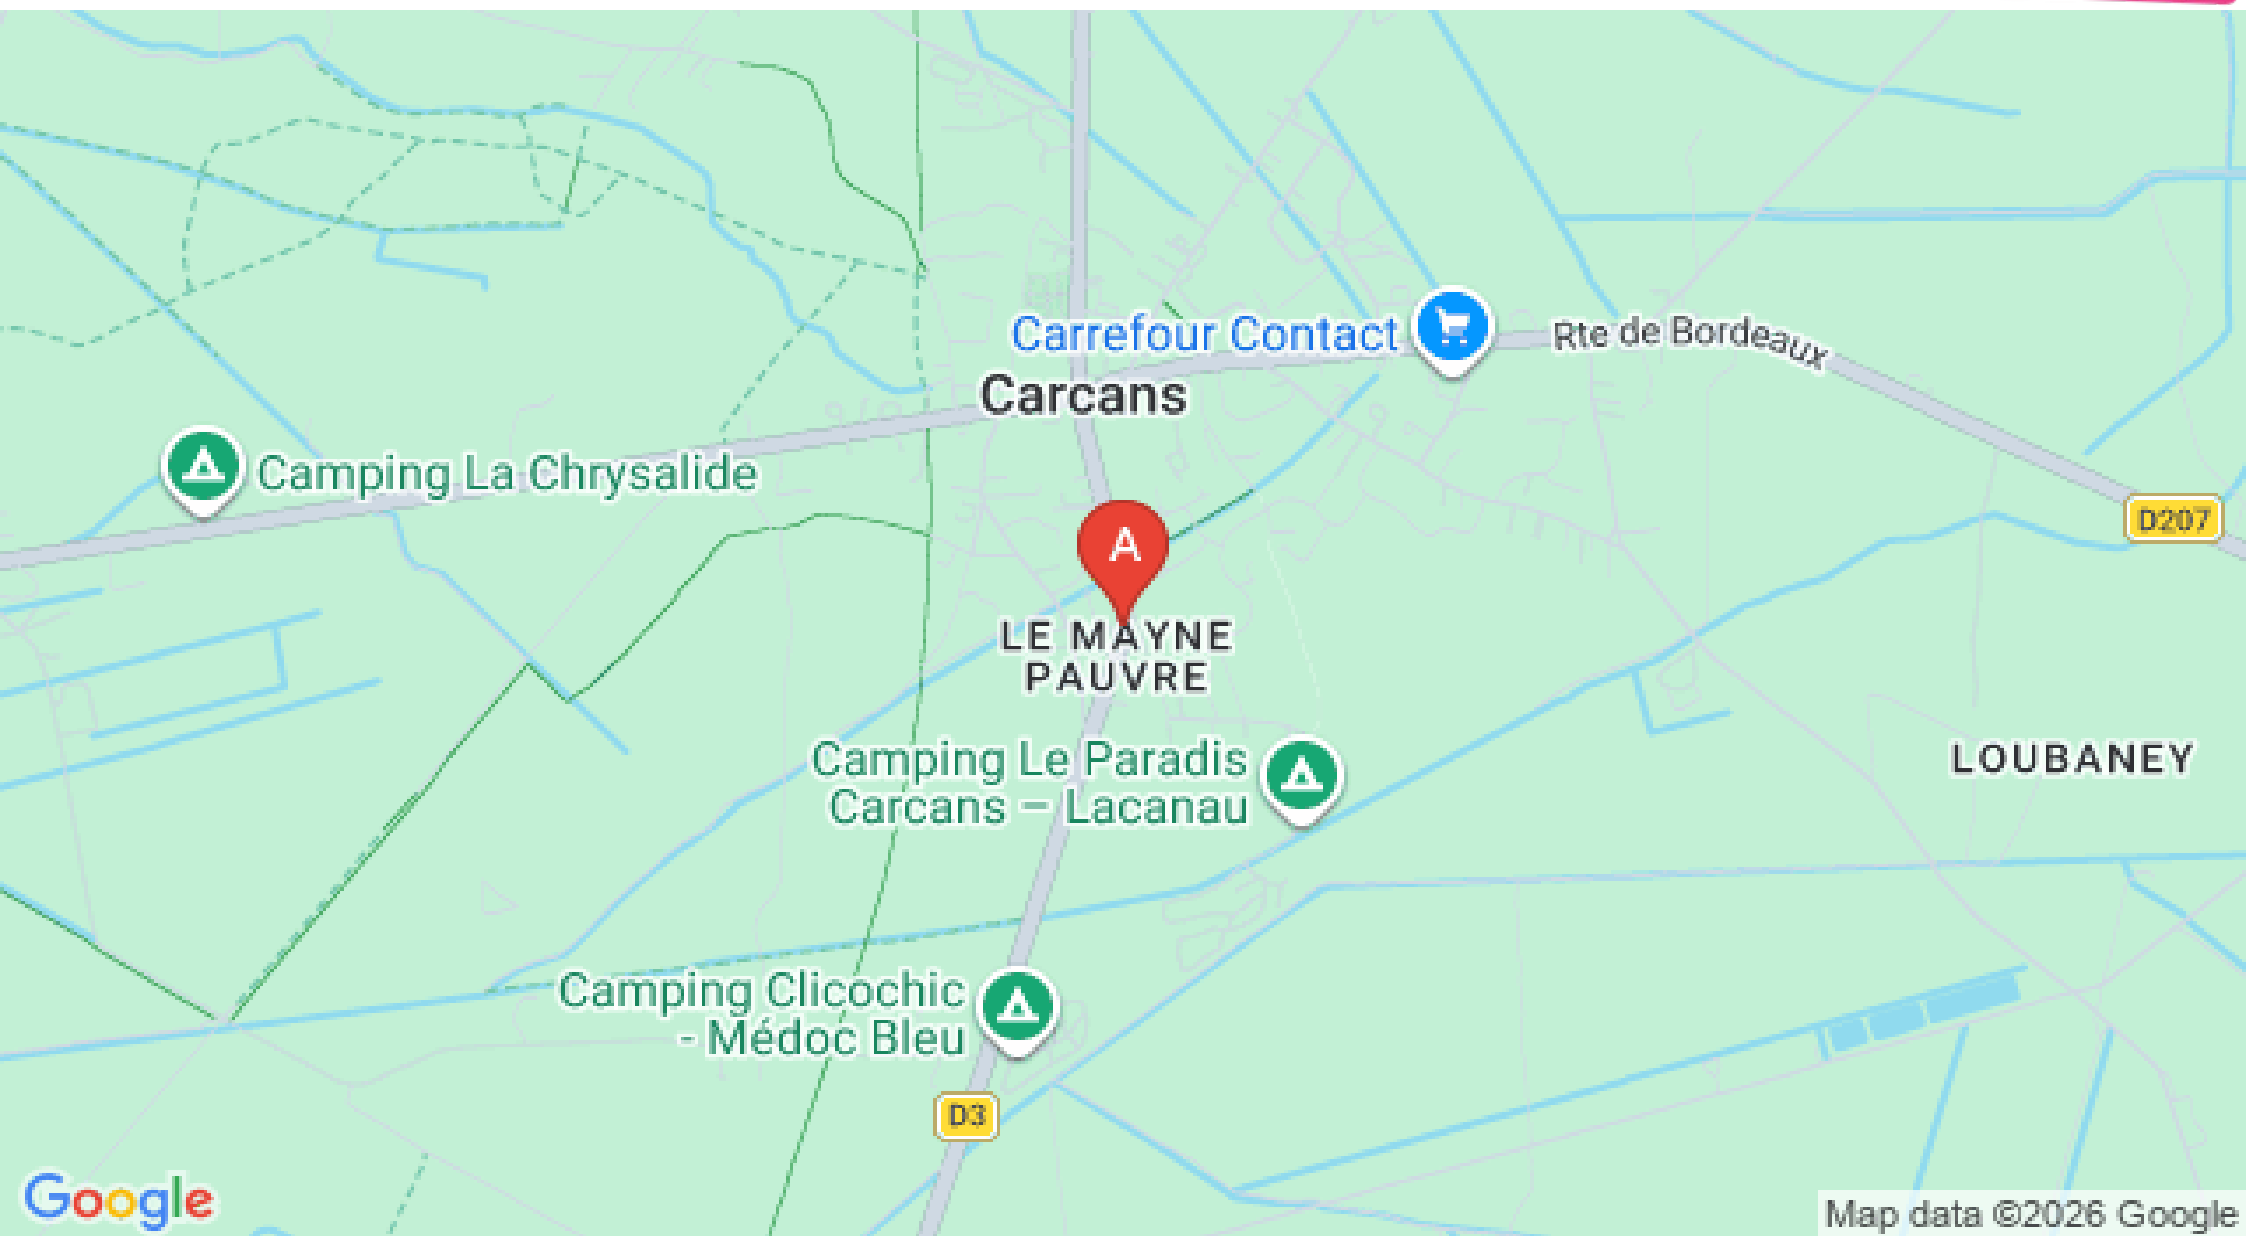 Carrefour Contact
Rte de Bordeaux
Carcans
Camping La Chrysalide
D207
A
LE MAYNE
PAUVRE
Camping Le Paradis
Carcans – Lacanau
LOUBANEY
Camping Clicochic
- Médoc Bleu
D3
Google
Map data ©2026 Google